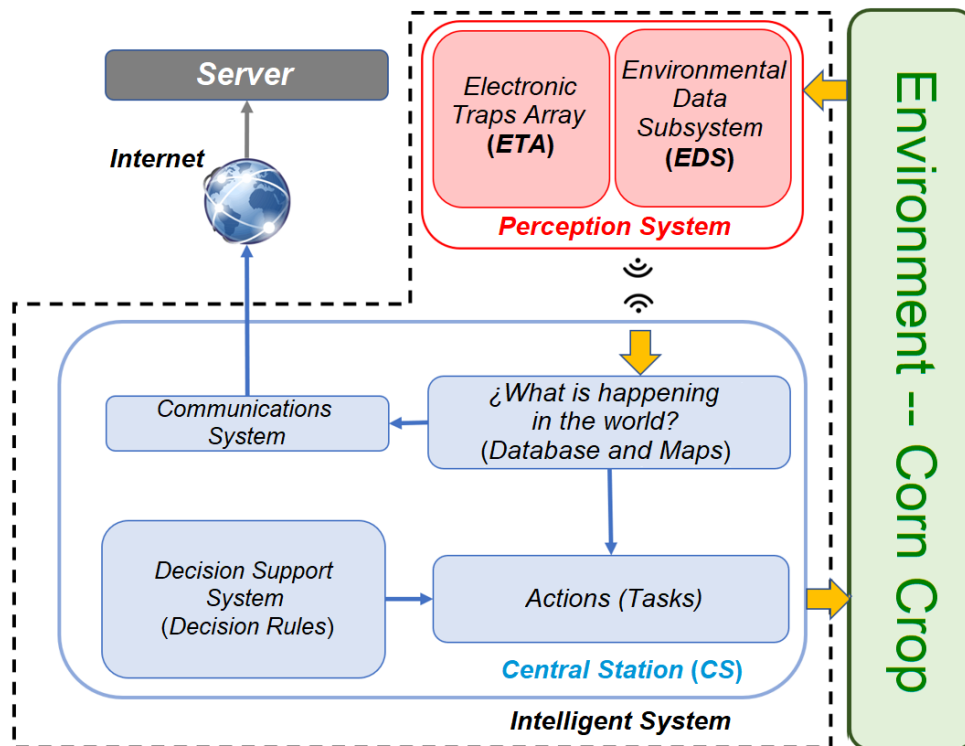 Server
Internet
Electronic
Traps Array
(ETA)
Environmental
Data
Subsystem
(EDS)
Perception System
¿What is happening
in the world?
(Database and Maps)
Communications
System
Decision Support
System
(Decision Rules)
Actions (Tasks)
Central Station (CS)
Intelligent System
Environment -- Corn Crop